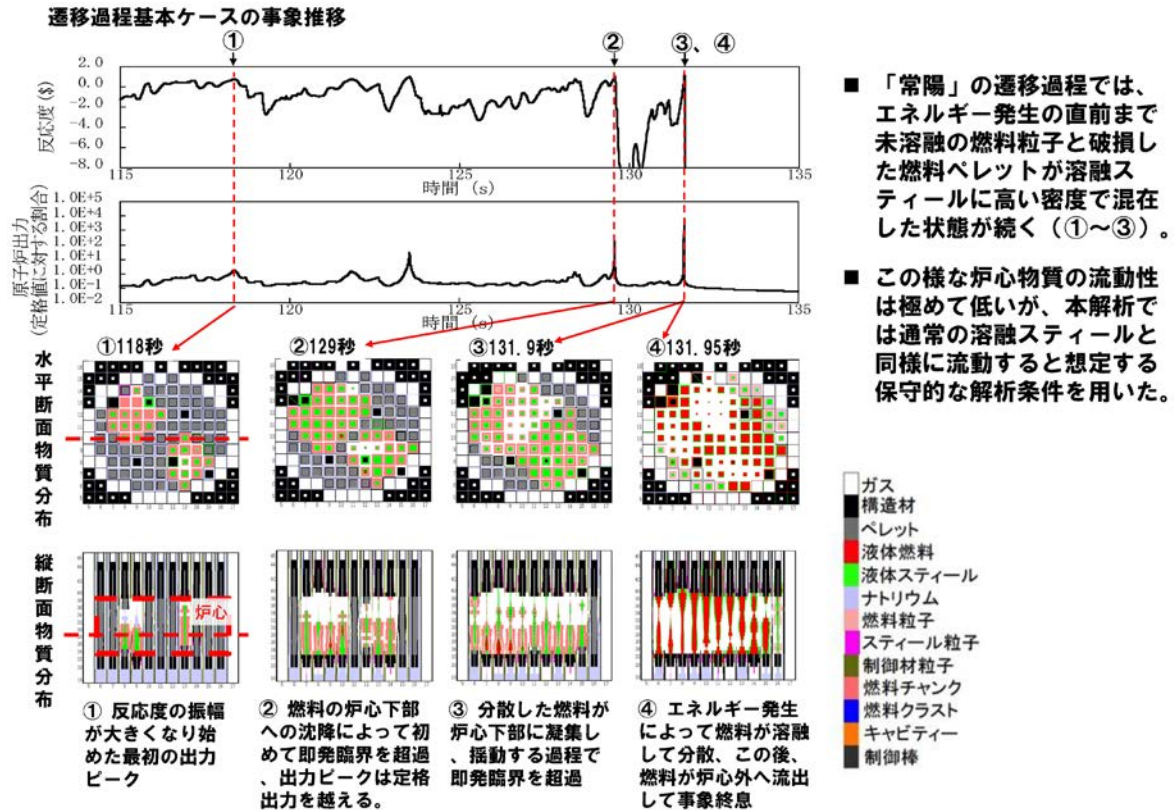 遷移過程基本ケースの事象推移
①
②
③、④
2.0
0.0
-2.0
-4.0
-6.0
-8.0
反応度($)
115
120
125
130
135
時間 (s)
1.0E+5
1.0E+4
1.0E+3
1.0E+2
1.0E+1
1.0E+0
1.0E-1
1.0E-2
原子炉出力
(定格値に対する割合)
115
120
125
130
135
時間 (s)
■ 「常陽」の遷移過程では、
エネルギー発生の直前まで
未溶融の燃料粒子と破損し
た燃料ペレットが溶融ス
ティールに高い密度で混在
した状態が続く（①～③）。
■ この様な炉心物質の流動性
は極めて低いが、本解析で
は通常の溶融スティールと
同様に流動すると想定する
保守的な解析条件を用いた。
水平断面物質分布
①118秒
②129秒
③131.9秒
④131.95秒
縦断面物質分布
炉心
ガス
構造材
ペレット
液体燃料
液体スティール
ナトリウム
燃料粒子
スティール粒子
制御材粒子
燃料チャンク
燃料クラスト
キャビティー
制御棒
① 反応度の振幅
が大きくなり始
めた最初の出力
ピーク
② 燃料の炉心下部
への沈降によって初
めて即発臨界を超過
、出力ピークは定格
出力を越える。
③ 分散した燃料が
炉心下部に凝集
し、揺動する過程で
即発臨界を超過
④ エネルギー発生
によって燃料が溶融
して分散、この後、
燃料が炉心外へ流出
して事象終息